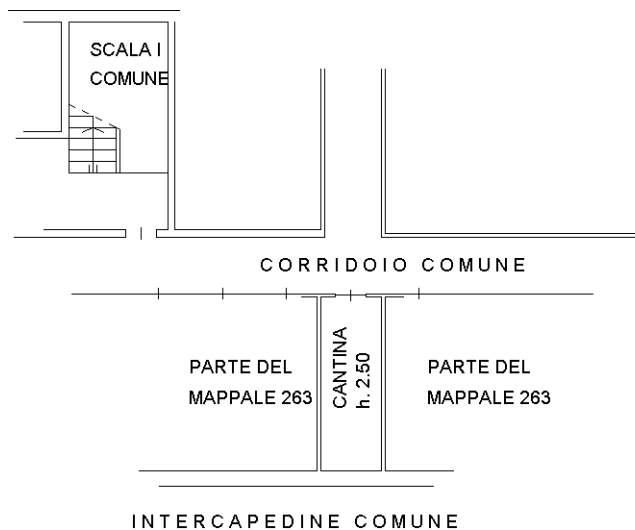 SCALA I
COMUNE
CORRIDOIO COMUNE
PARTE DEL
MAPPALE 263
CANTINA
h. 2.50
PARTE DEL
MAPPALE 263
INTERCAPEDINE COMUNE